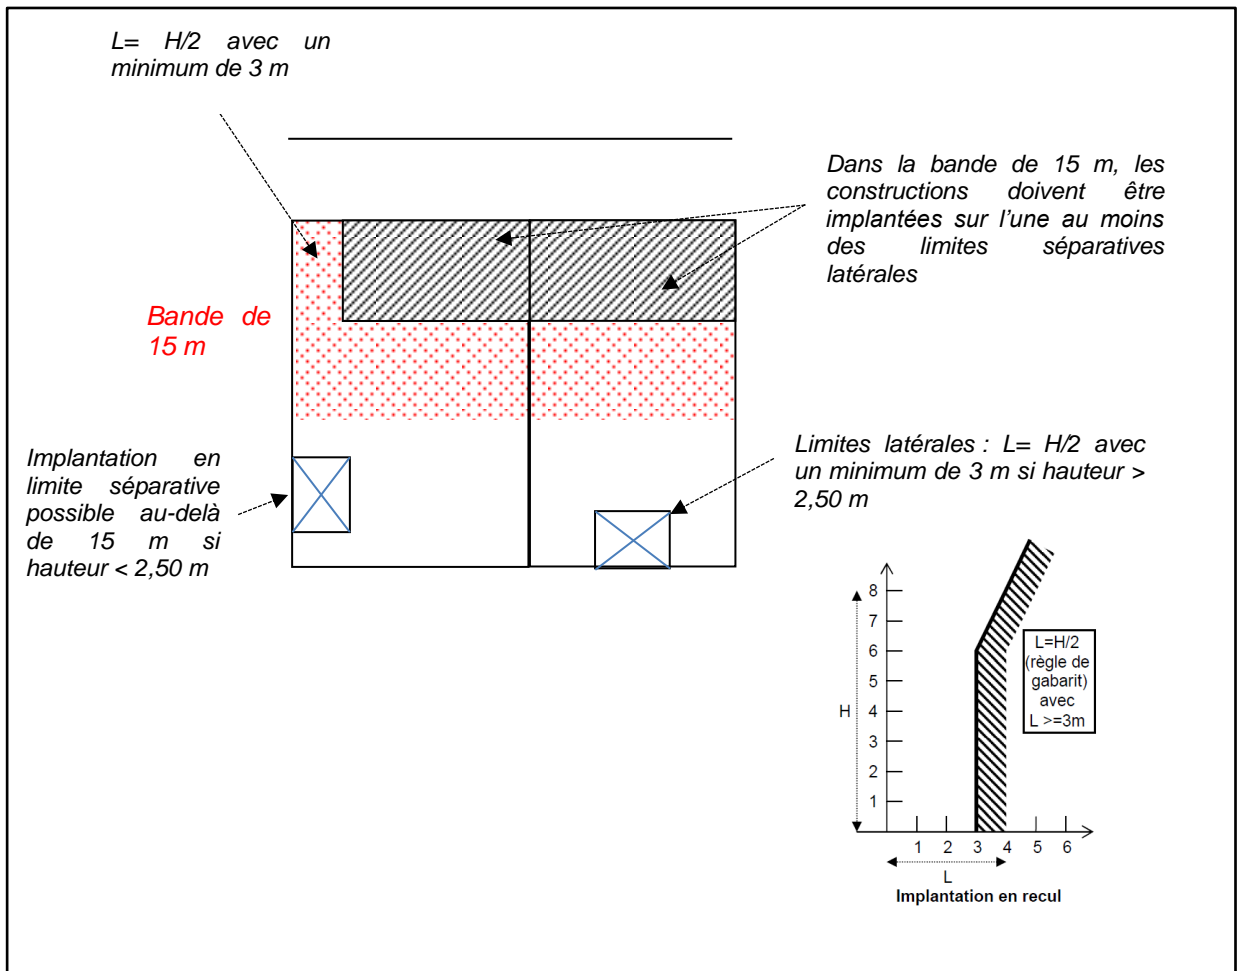 L= H/2 avec un
minimum de 3 m
Dans la bande de 15 m, les
constructions doivent être
implantées sur l’une au moins
des limites séparatives
latérales
Bande de
15 m
Implantation en
limite séparative
possible au-delà
de 15 m si
hauteur < 2,50 m
Limites latérales : L= H/2 avec
un minimum de 3 m si hauteur >
2,50 m
8
7
6
5
4
3
2
1
H
L=H/2
(règle de
gabarit)
avec
L >=3m
1 2 3 4 5 6
L
Implantation en recul